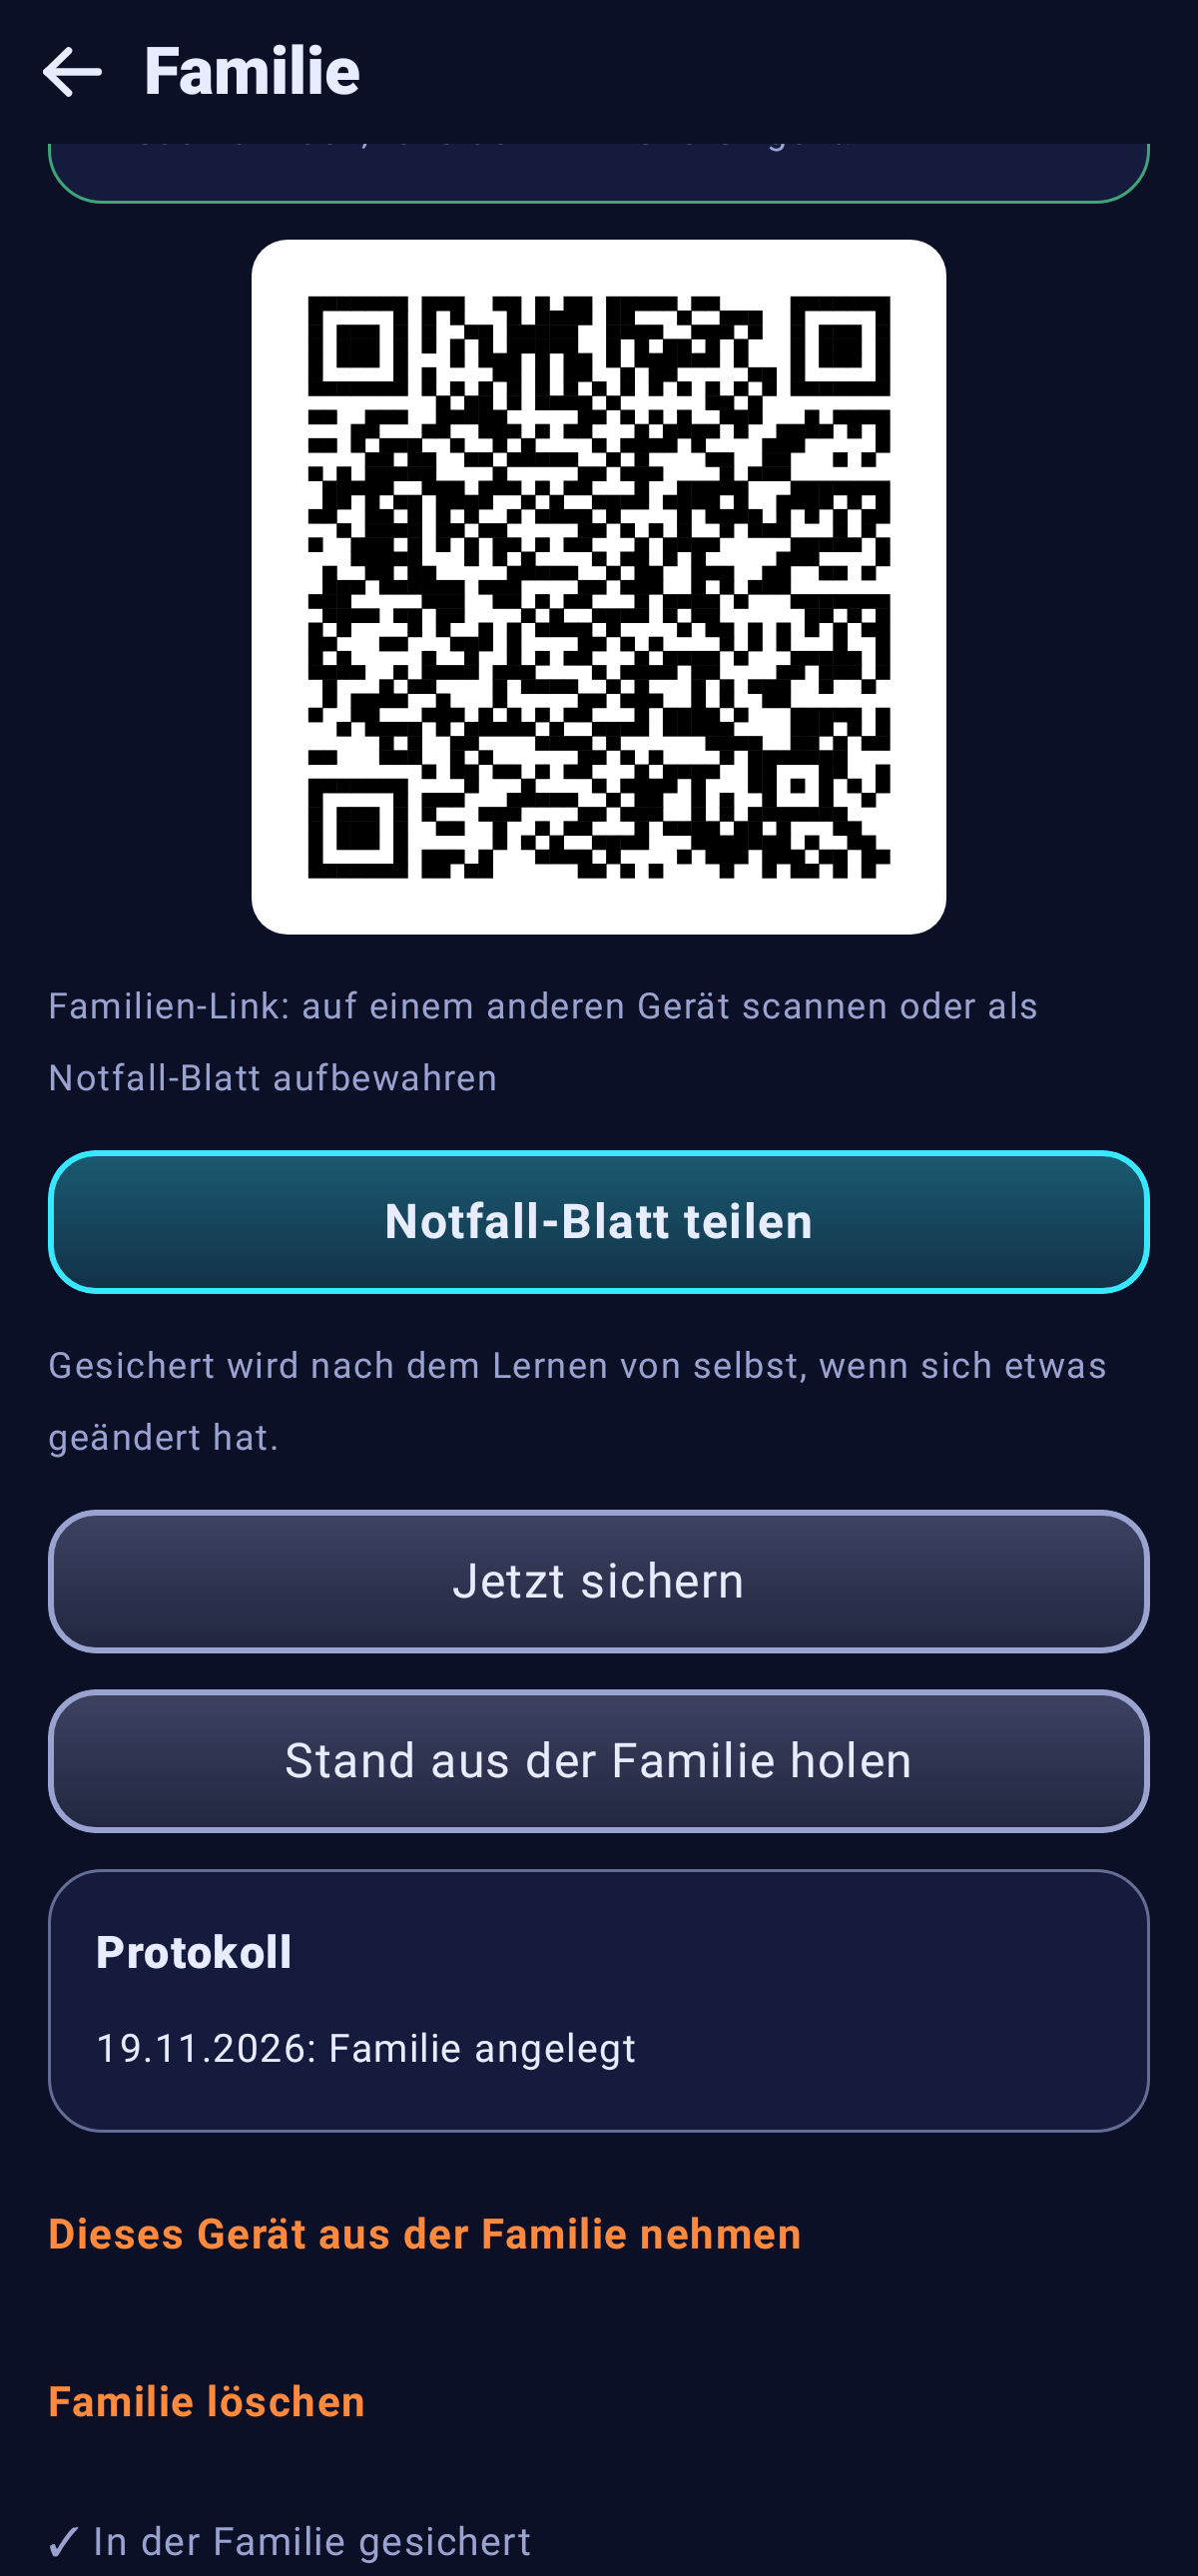 Familie
Familien-Link: auf einem anderen Gerät scannen oder als
Notfall-Blatt aufbewahren
Notfall-Blatt teilen
Gesichert wird nach dem Lernen von selbst, wenn sich etwas
geändert hat.
Jetzt sichern
Stand aus der Familie holen
Protokoll
19.11.2026: Familie angelegt
Dieses Gerät aus der Familie nehmen
Familie löschen
✓ In der Familie gesichert